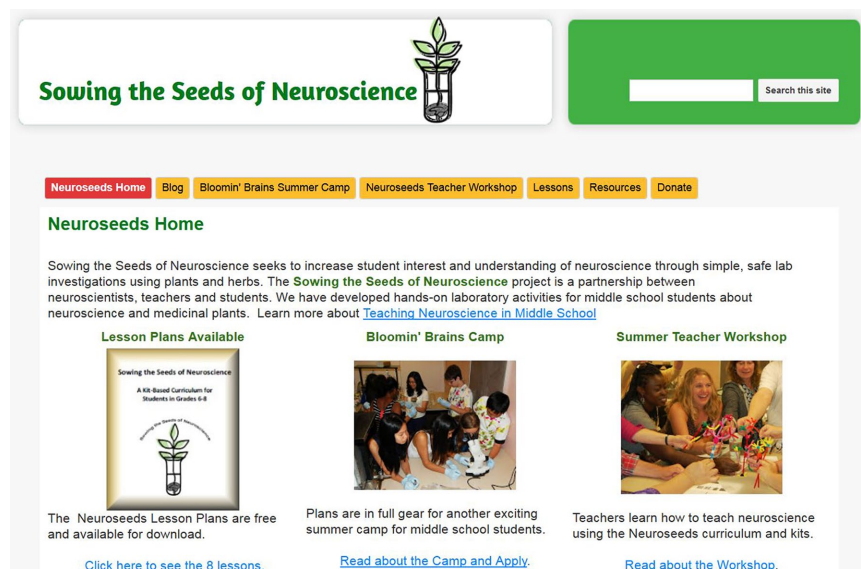 Sowing the Seeds of Neuroscience
Search this site
Neuroseeds Home
Blog
Bloomin' Brains Summer Camp
Neuroseeds Teacher Workshop
Lessons
Resources
Donate
Neuroseeds Home
Sowing the Seeds of Neuroscience seeks to increase student interest and understanding of neuroscience through simple, safe lab
investigations using plants and herbs. The Sowing the Seeds of Neuroscience project is a partnership between
neuroscientists, teachers and students. We have developed hands-on laboratory activities for middle school students about
neuroscience and medicinal plants. Learn more about Teaching Neuroscience in Middle School
Lesson Plans Available
Sowing the Seeds of Neuroscience
A Kit-Based Curriculum for
Students in Grades 6-8
Sowing the Seeds of Neuroscience
The Neuroseeds Lesson Plans are free
and available for download.
Click here to see the 8 lessons.
Bloomin' Brains Camp
Plans are in full gear for another exciting
summer camp for middle school students.
Read about the Camp and Apply.
Summer Teacher Workshop
Teachers learn how to teach neuroscience
using the Neuroseeds curriculum and kits.
Read about the Workshop.